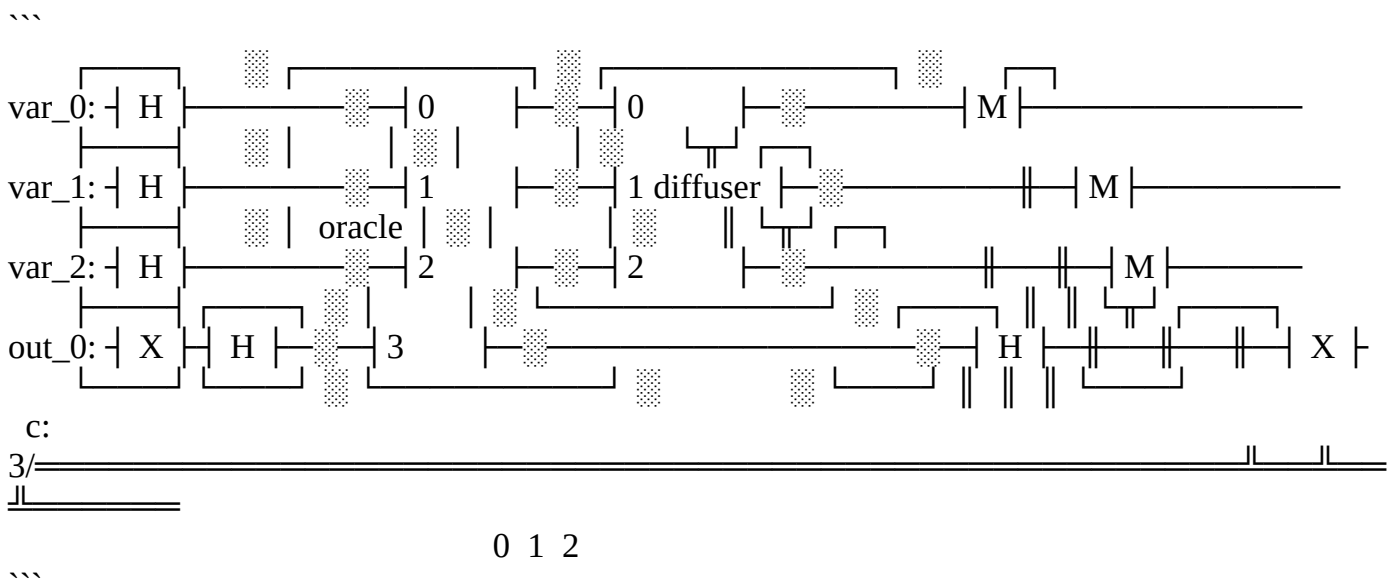 ```
░ ┌──────────────┐ ░ ┌─────────────────┐ ░ ┌─┐
┌─────┐
var_0: ┤ H ├─────────░──┤0 ├──░──┤0 ├──░─────────┤M├────────────────
├─────┤ ░ │ │ ░ │ │ ░ └╥┘ ┌─┐
var_1: ┤ H ├─────────░──┤1 ├──░──┤1 diffuser ├──░───────────╫──┤M├────────────
├─────┤ ░ │ oracle │ ░ │ │ ░ ║ └╥┘ ┌─┐
var_2: ┤ H ├─────────░──┤2 ├──░──┤2 ├──░───────────╫───╫──┤M├────────
├─────┤ ┌─────┐ ░ │ │ ░ └─────────────────┘ ░ ┌─────┐ ║ ║ └╥┘ ┌─────┐
out_0: ┤ X ├─┤ H ├──░──┤3 ├──░──────────────────────░──┤ H ├──╫────╫────╫──┤ X ├
└─────┘ └─────┘ ░ └──────────────┘ ░ ░ └─────┘ ║ ║ ║ └─────┘
c:
3/══════════════════════════════════════════════╩════╩═══
╩═════════
0 1 2
```